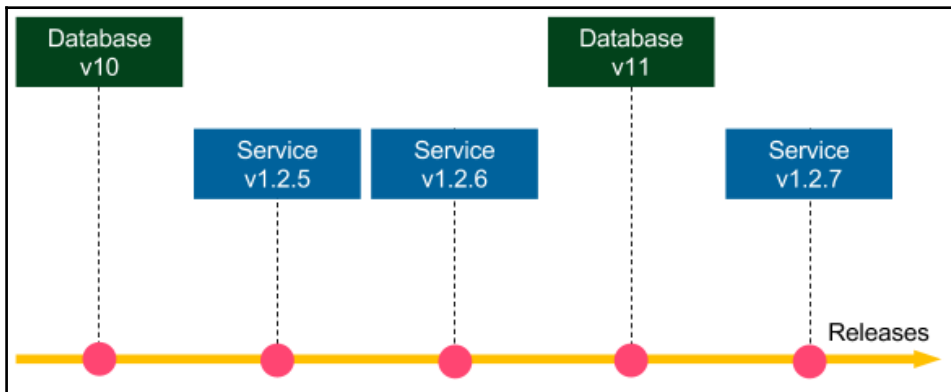 Database
v10
Database
v11
Service
v1.2.5
Service
v1.2.6
Service
v1.2.7
Releases